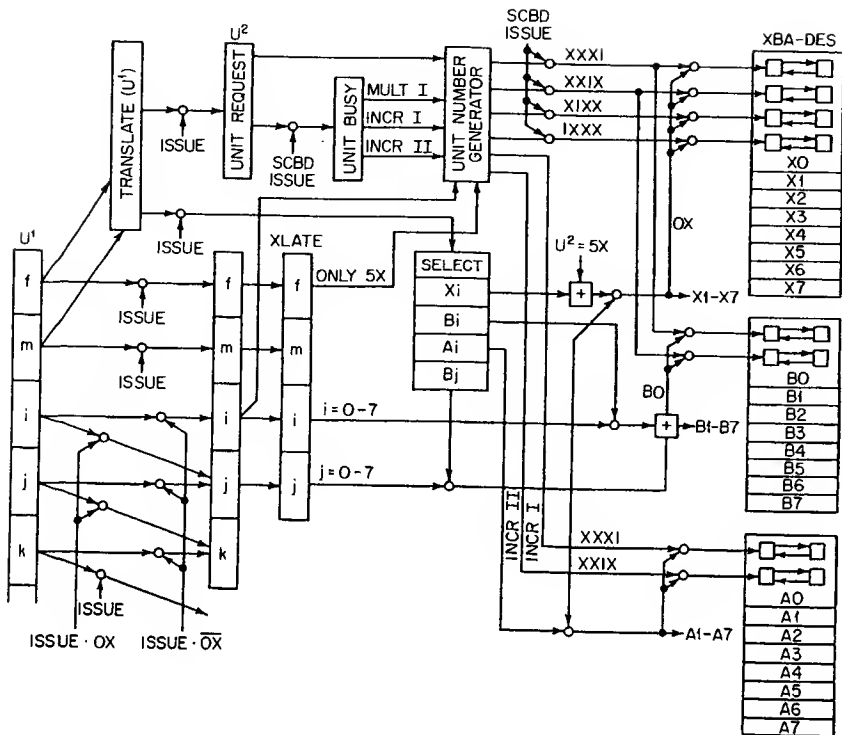 SCBD
ISSUE
XBA-DES
TRANSLATE (U¹)
U²
UNIT REQUEST
UNIT BUSY
MULT I
INCR I
INCR II
UNIT NUMBER
GENERATOR
XXXI
XXIX
XIXX
IXXX
ISSUE
SCBD
ISSUE
ISSUE
X0
X1
X2
X3
X4
X5
X6
X7
OX
U¹
XLATE
f
f
f
ONLY 5X
ISSUE
SELECT
Xi
Bi
Ai
Bj
U²=5X
+
X1-X7
m
m
m
ISSUE
i
i
i
i=0-7
B0
+
B1-B7
B0
B1
B2
B3
B4
B5
B6
B7
j
j
j
j=0-7
k
k
ISSUE
ISSUE·OX
ISSUE·O̅X̅
INCR II
INCR I
XXXI
XXIX
A1-A7
A0
A1
A2
A3
A4
A5
A6
A7